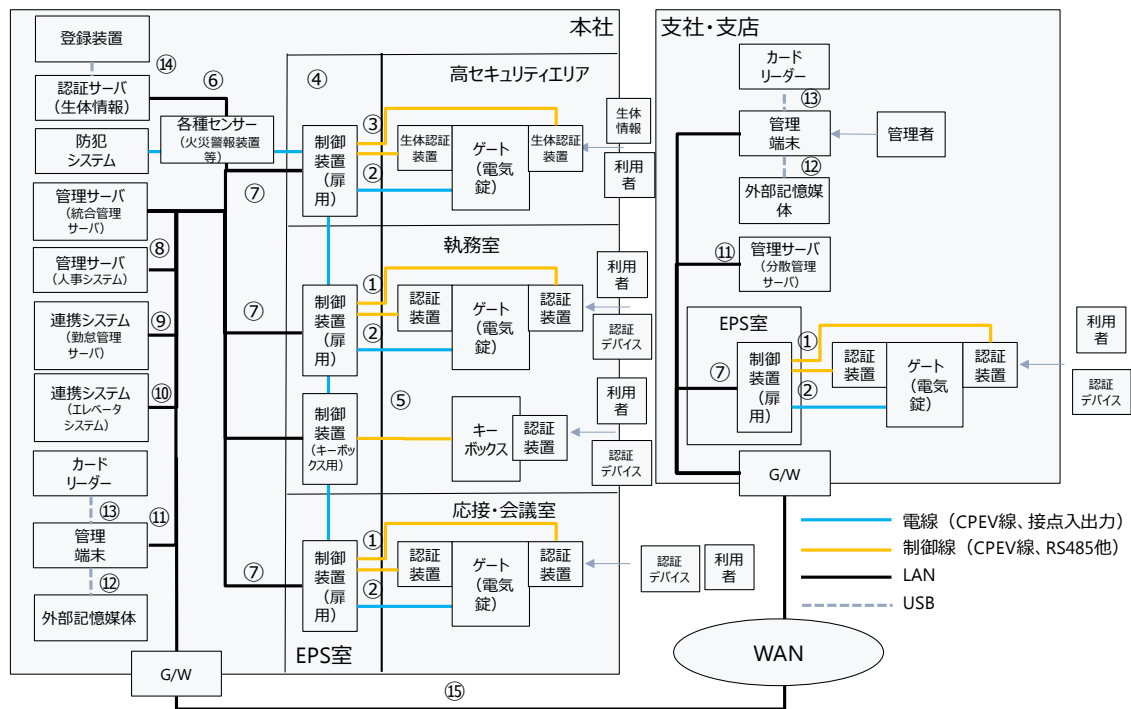 本社
登録装置
⑭
認証サーバ
（生体情報）
⑥
防犯
システム
各種センサー
（火災警報装置
等）
管理サーバ
（統合管理
サーバ）
⑦
⑧
管理サーバ
（人事システム）
連携システム
（勤怠管理
サーバ）
⑨
⑦
連携システム
（エレベータ
システム）
⑩
カード
リーダー
⑬
⑪
管理
端末
⑫
外部記憶媒体
⑦
G/W
⑮
④
高セキュリティエリア
制御
装置
（扉
用）
③
②
生体認証
装置
ゲート
（電気
錠）
生体認証
装置
生体
情報
利用
者
執務室
制御
装置
（扉
用）
①
②
認証
装置
ゲート
（電気
錠）
認証
装置
利用
者
認証
デバイス
制御
装置
（キーボッ
クス用）
⑤
キー
ボックス
認証
装置
利用
者
認証
デバイス
応接・会議室
制御
装置
（扉
用）
①
②
認証
装置
ゲート
（電気
錠）
認証
装置
認証
デバイス
利用
者
EPS室
支社・支店
カード
リーダー
⑬
管理
端末
管理者
⑫
外部記憶媒
体
⑪
管理サーバ
（分散管理
サーバ）
EPS室
⑦
制御
装置
（扉
用）
①
②
認証
装置
ゲート
（電気
錠）
認証
装置
利用
者
認証
デバイス
G/W
電線（CPEV線、接点入出力）
制御線（CPEV線、RS485他）
LAN
USB
WAN